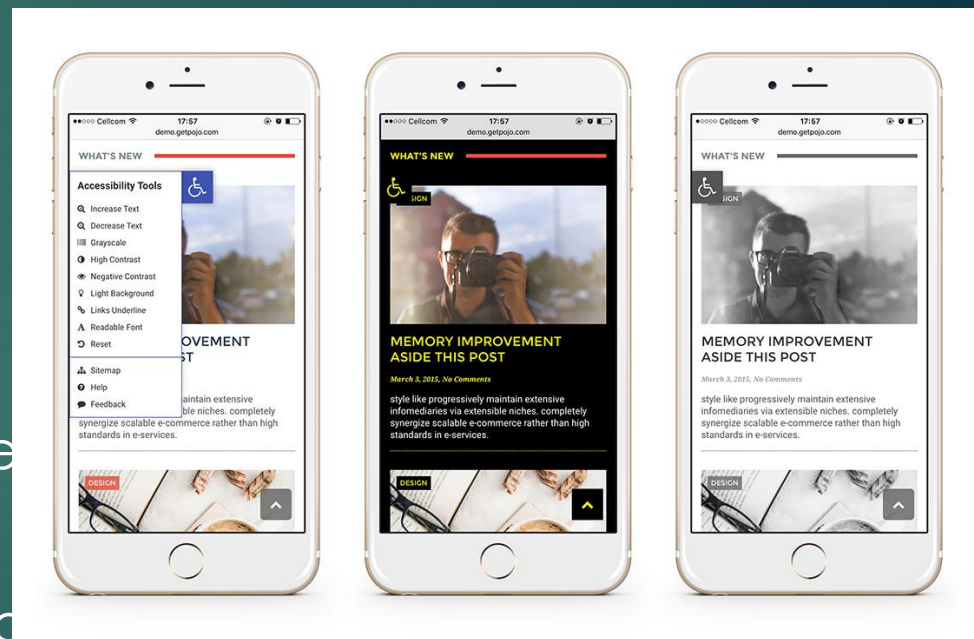 Cellcom
17:57
demo.getpojo.com
WHAT'S NEW
Accessibility Tools
Increase Text
Decrease Text
Grayscale
High Contrast
Negative Contrast
Light Background
Links Underline
Readable Font
Reset
Sitemap
Help
Feedback
OVEMENT
ST
aintain extensive
ble niches. completely
synergize scalable e-commerce rather than high
standards in e-services.
DESIGN
Cellcom
17:57
demo.getpojo.com
WHAT'S NEW
SIGN
MEMORY IMPROVEMENT
ASIDE THIS POST
March 3, 2015, No Comments
style like progressively maintain extensive
infomediaries via extensible niches. completely
synergize scalable e-commerce rather than high
standards in e-services.
DESIGN
Cellcom
17:57
demo.getpojo.com
WHAT'S NEW
SIGN
MEMORY IMPROVEMENT
ASIDE THIS POST
March 3, 2015, No Comments
style like progressively maintain extensive
infomediaries via extensible niches. completely
synergize scalable e-commerce rather than high
standards in e-services.
DESIGN